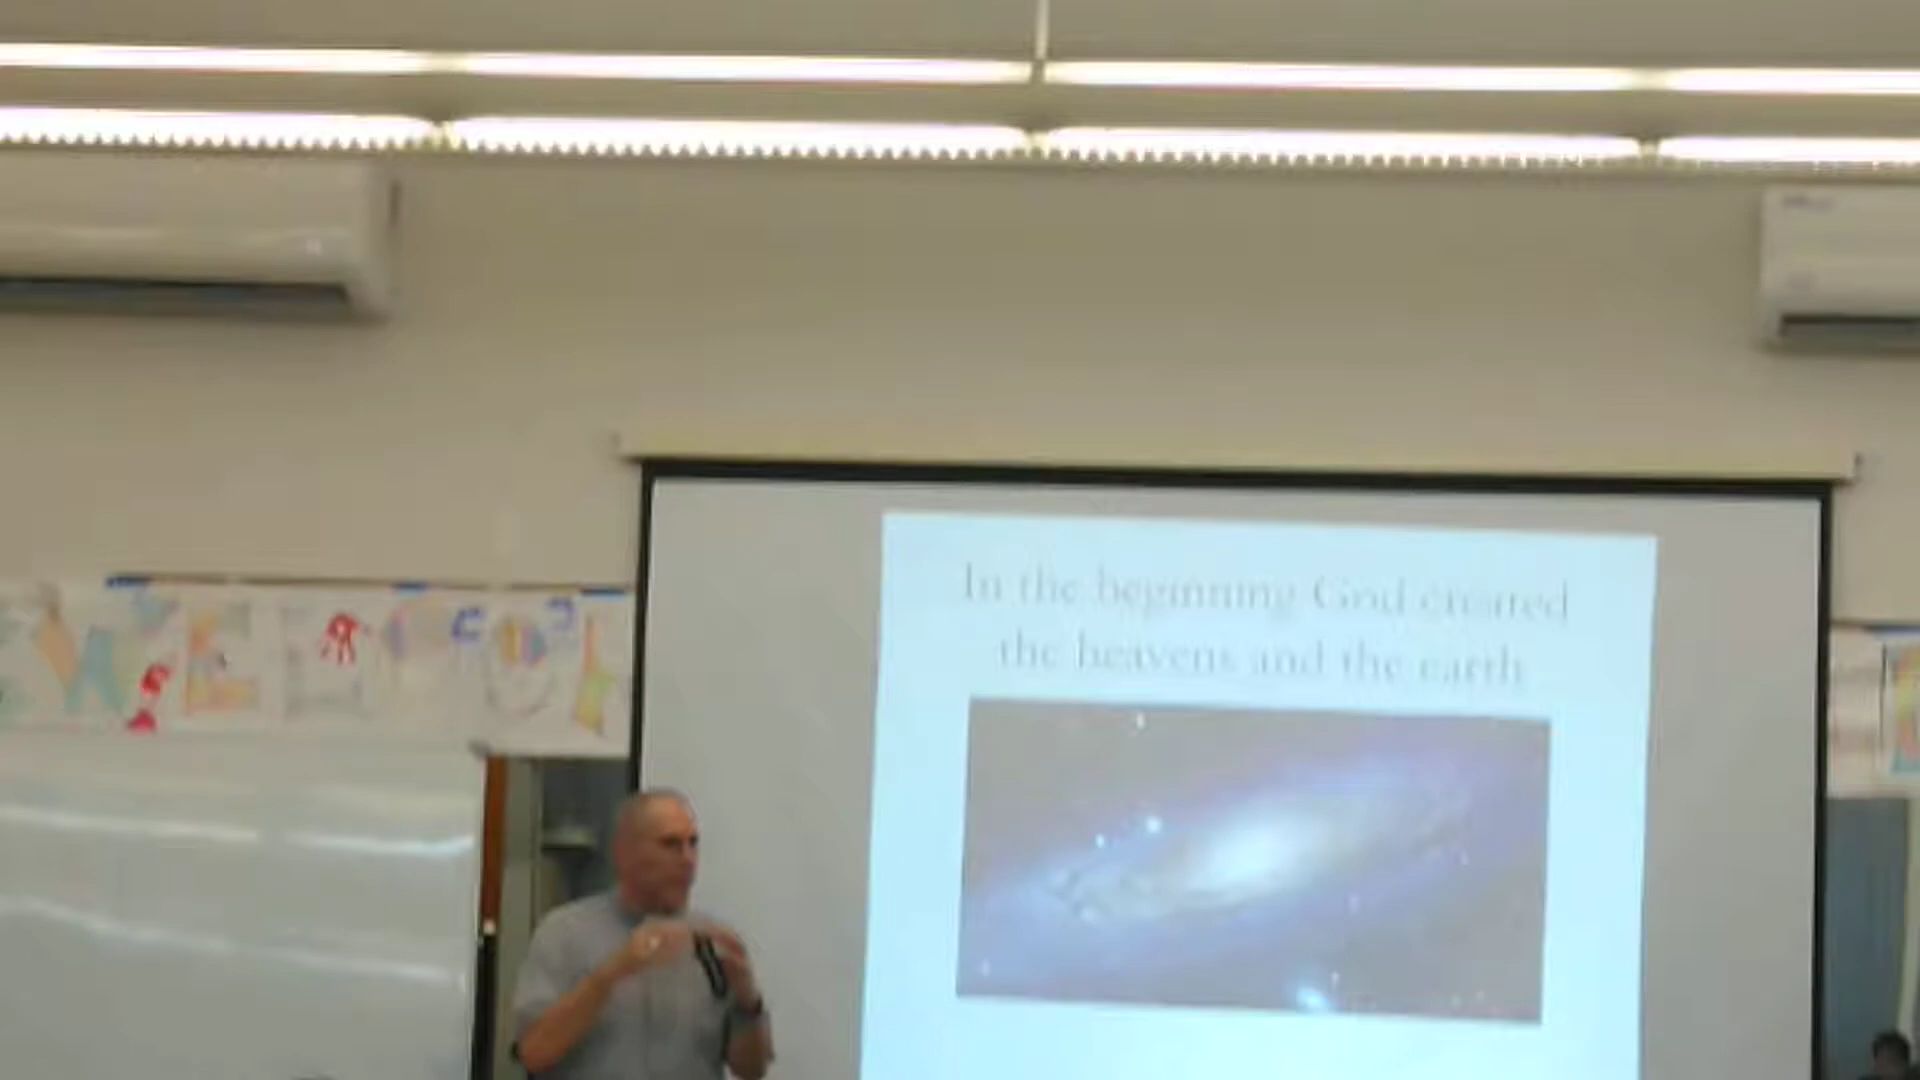 In the beginning God created
the heavens and the earth